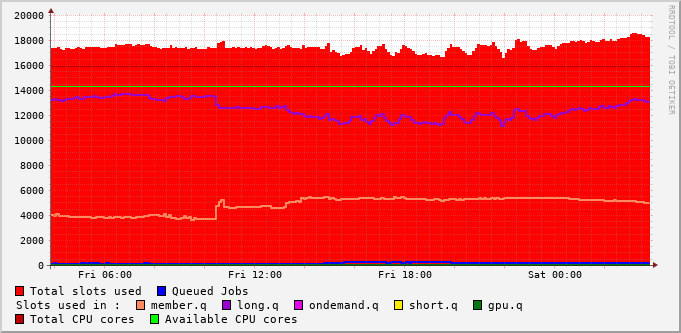 20000
18000
16000
14000
12000
10000
8000
6000
4000
2000
0
Fri 06:00 Fri 12:00 Fri 18:00 Sat 00:00
RRDTOOL / TOBI OETIKER
Total slots used Queued Jobs
Slots used in : member.q long.q ondemand.q short.q gpu.q
Total CPU cores Available CPU cores